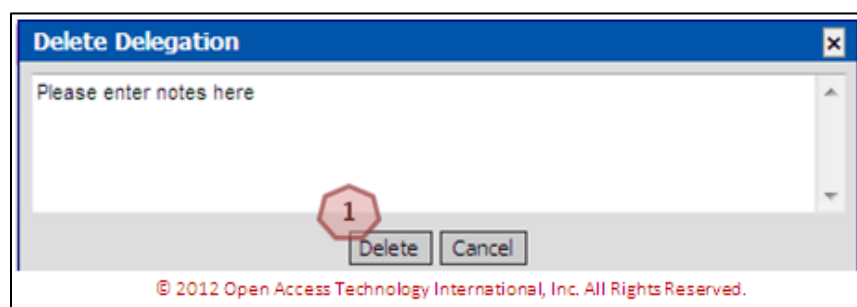 Delete Delegation
Please enter notes here
1
Delete Cancel
© 2012 Open Access Technology International, Inc. All Rights Reserved.